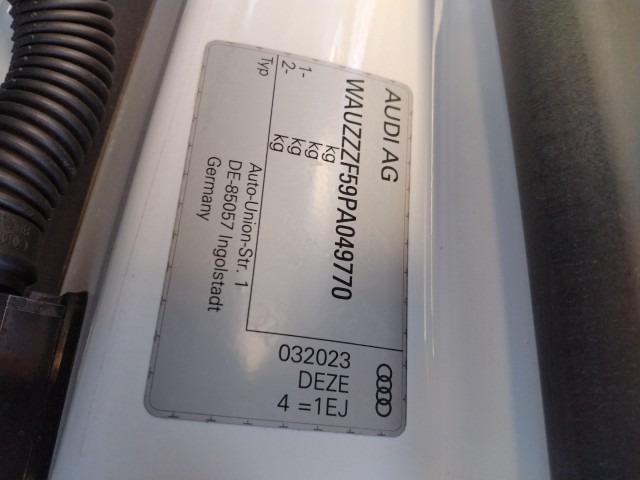 AUDI AG
WAUZZZF59PA049770
kg
kg
1- kg
2- kg
Typ
Auto-Union-Str. 1
DE-85057 Ingolstadt
Germany
032023
DEZE
4 =1EJ